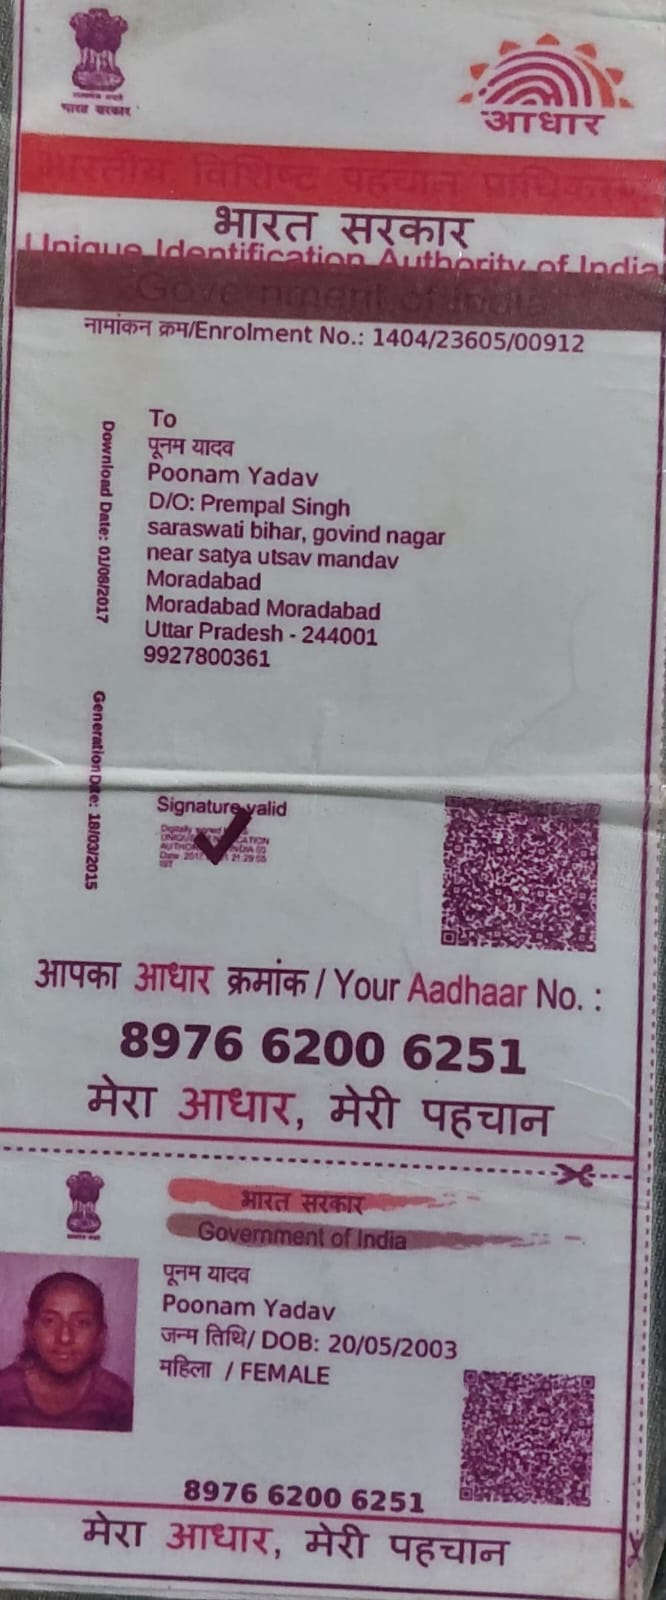 भारत सरकार
आधार
भारतीय विशिष्ट पहचान प्राधिकरण
भारत सरकार
Unique Identification Authority of India
Government of India
नामांकन क्रम/Enrolment No.: 1404/23605/00912
To
पूनम यादव
Poonam Yadav
D/O: Prempal Singh
saraswati bihar, govind nagar
near satya utsav mandav
Moradabad
Moradabad Moradabad
Uttar Pradesh - 244001
9927800361
Download Date: 01/08/2017
Generation Date: 18/03/2015
Signature valid
आपका आधार क्रमांक / Your Aadhaar No. :
8976 6200 6251
मेरा आधार, मेरी पहचान
भारत सरकार
Government of India
पूनम यादव
Poonam Yadav
जन्म तिथि/ DOB: 20/05/2003
महिला / FEMALE
8976 6200 6251
मेरा आधार, मेरी पहचान